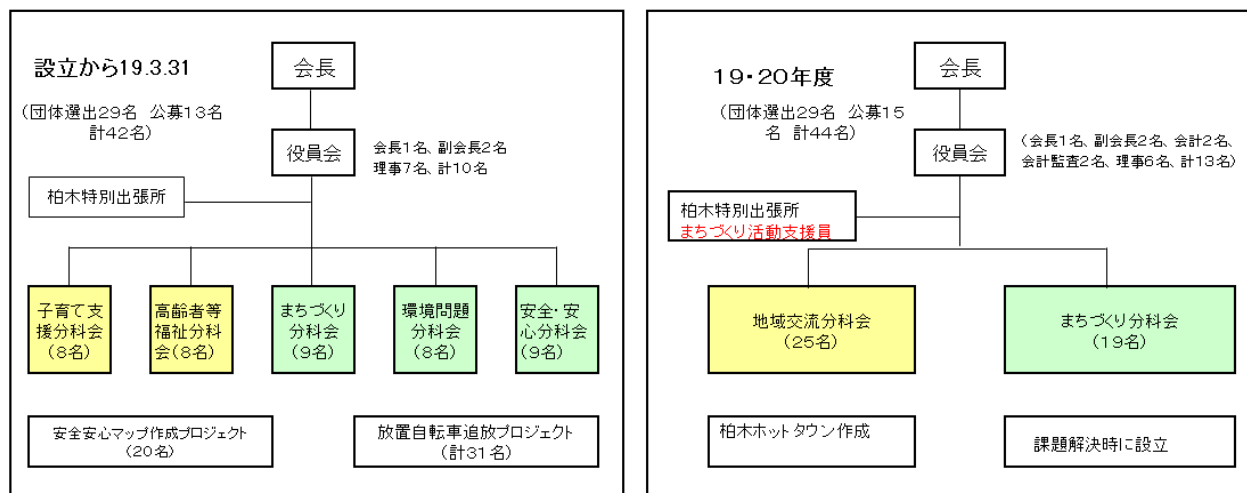 設立から19.3.31
（団体選出29名　公募13名
計42名）
会長
役員会
会長1名、副会長2名
理事7名、計10名
柏木特別出張所
子育て支
援分科会
（8名）
高齢者等
福祉分科
会（8名）
まちづくり
分科会
（9名）
環境問題
分科会
（8名）
安全・安
心分科会
（9名）
安全安心マップ作成プロジェクト
（20名）
放置自転車追放プロジェクト
（計31名）
19・20年度
（団体選出29名　公募15
名　計44名）
会長
役員会
（会長1名、副会長2名、会計2名、
会計監査2名、理事6名、計13名）
柏木特別出張所
まちづくり活動支援員
地域交流分科会
（25名）
まちづくり分科会
（19名）
柏木ホットタウン作成
課題解決時に設立